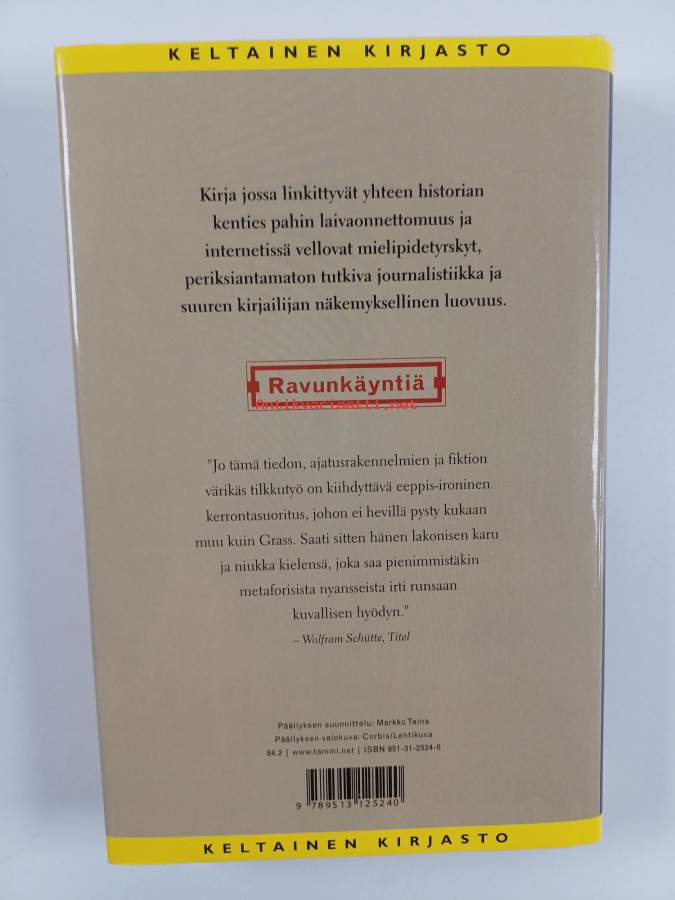 KELTAINEN KIRJASTO
Kirja jossa linkittyvät yhteen historian
kenties pahin laivaonnettomuus ja
internetissä vellovat mielipidetyrskyt,
periksiantamaton tutkiva journalistiikka ja
suuren kirjailijan näkemyksellinen luovuus.
Ravunkäyntiä
Antikvariaatti.net
"Jo tämä tiedon, ajatusrakennelmien ja fiktion
värikäs tilkkutyö on kiihdyttävä eeppis-ironinen
kerrontasuoritus, johon ei hevillä pysty kukaan
muu kuin Grass. Saati sitten hänen lakonisen karu
ja niukka kielensä, joka saa pienimmistäkin
metaforisista nyansseista irti runsaan
kuvallisen hyödyn."
– Wolfram Schütte, Titel
Päällyksen suunnittelu: Markko Taina
Päällyksen valokuva: Corbis/Lehtikuva
84.2 | www.tammi.net | ISBN 951-31-2524-6
9 789513 125240
KELTAINEN KIRJASTO